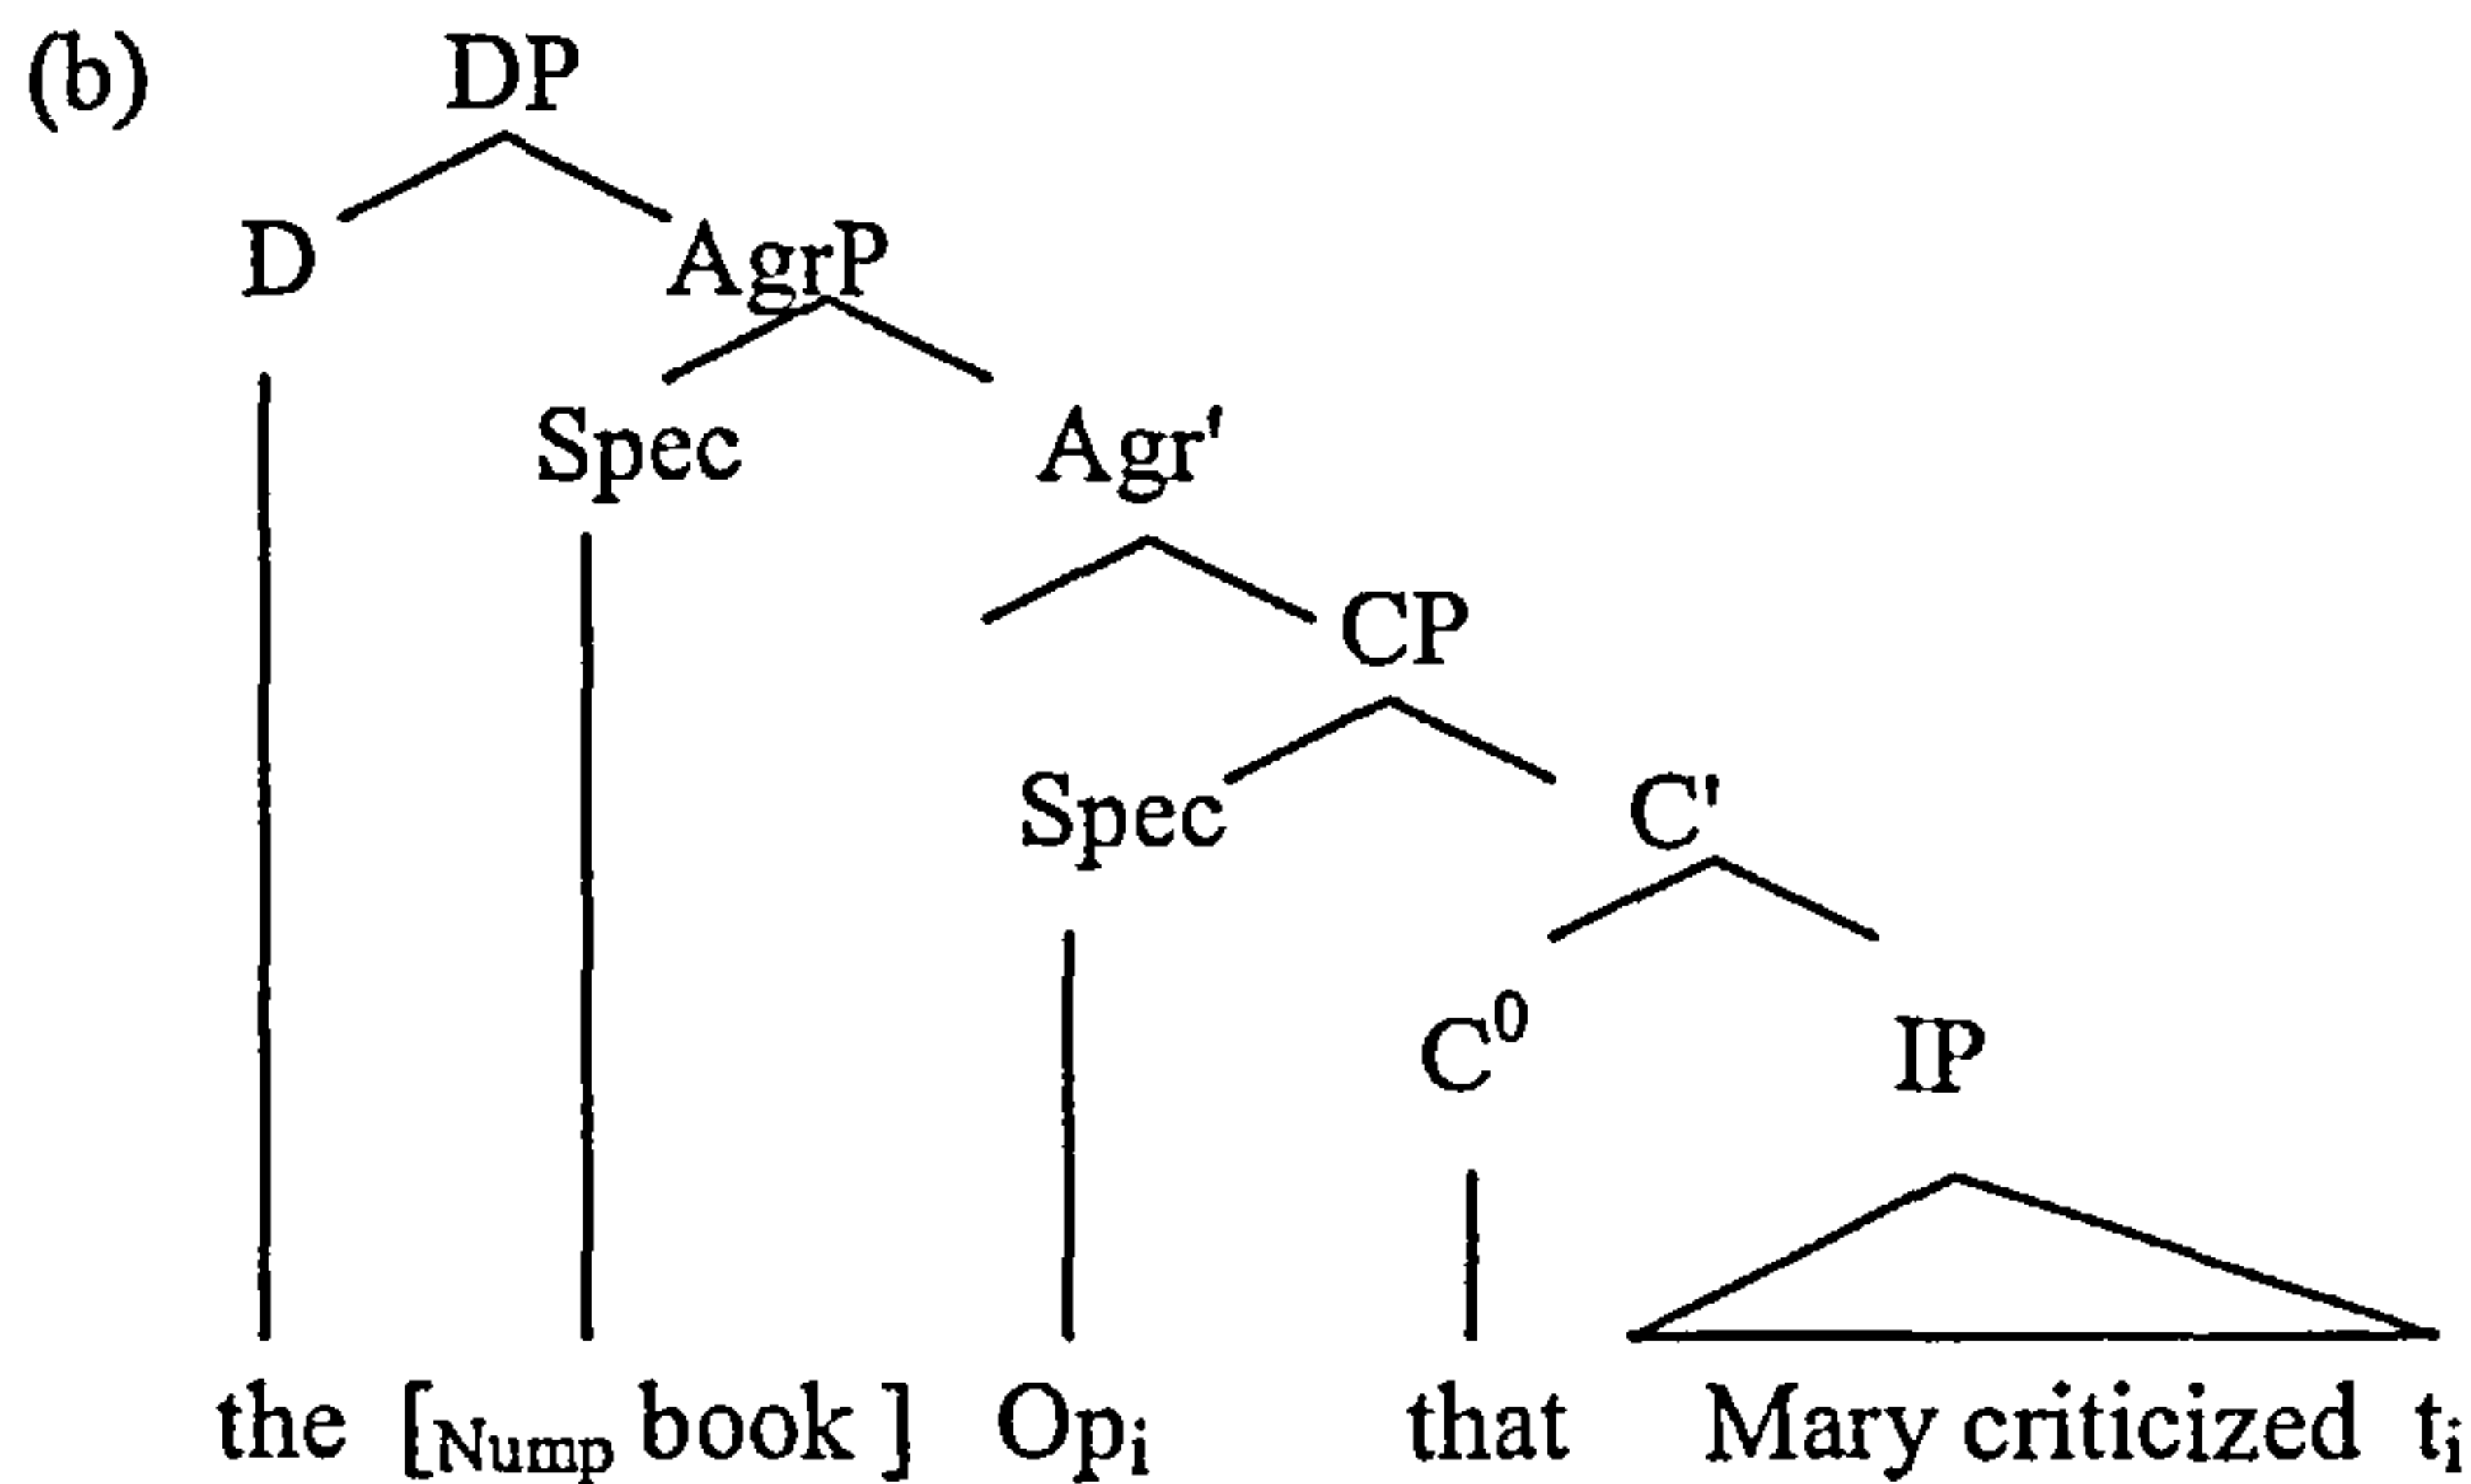 (b) DP
D AgrP
Spec Agr'
CP
Spec C'
C⁰ IP
the [Nump book ] Opi that Mary criticized ti